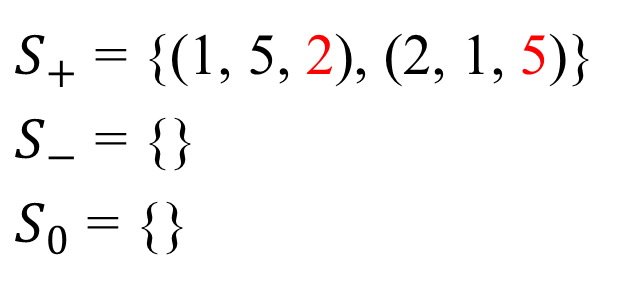 S₊ = {(1, 5, 2), (2, 1, 5)}
S₋ = {}
S₀ = {}